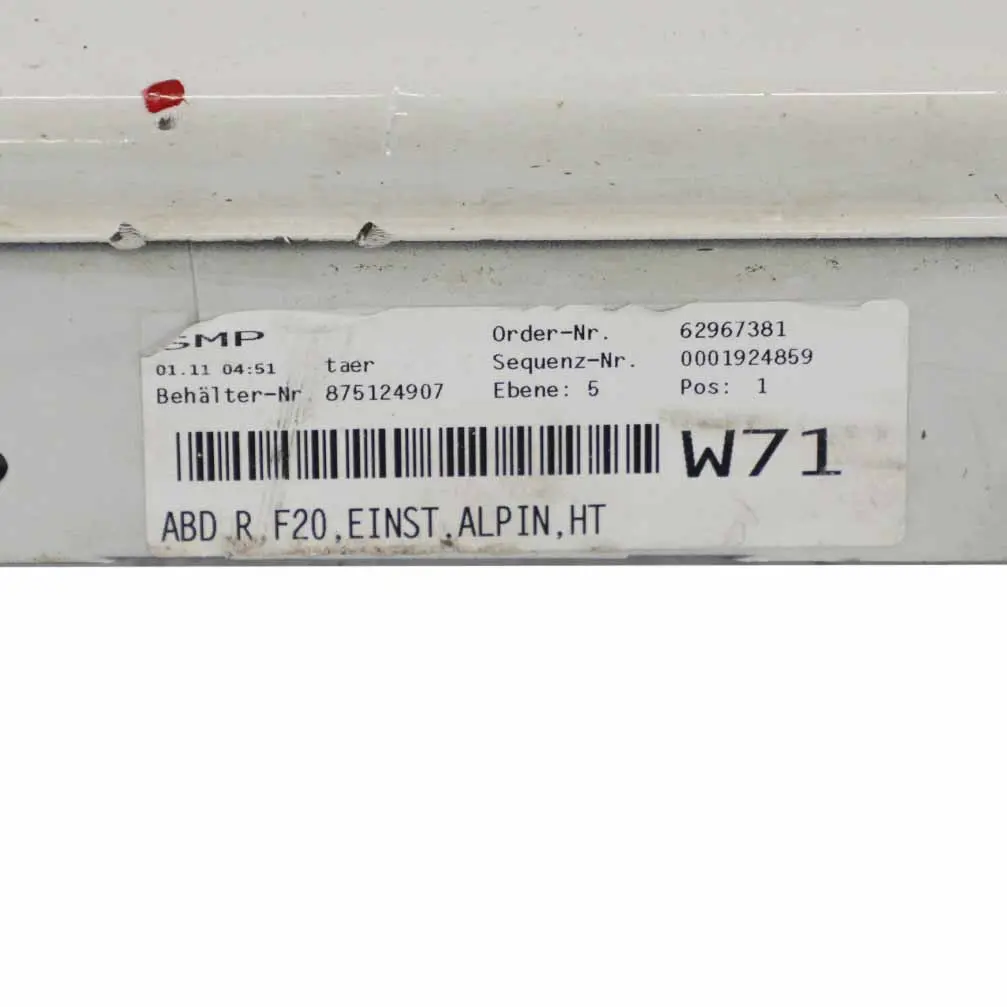 SMP Order-Nr. 62967381
01.11 04:51 taer Sequenz-Nr. 0001924859
Behälter-Nr 875124907 Ebene: 5 Pos: 1
W71
ABD R F20,EINST.ALPIN,HT